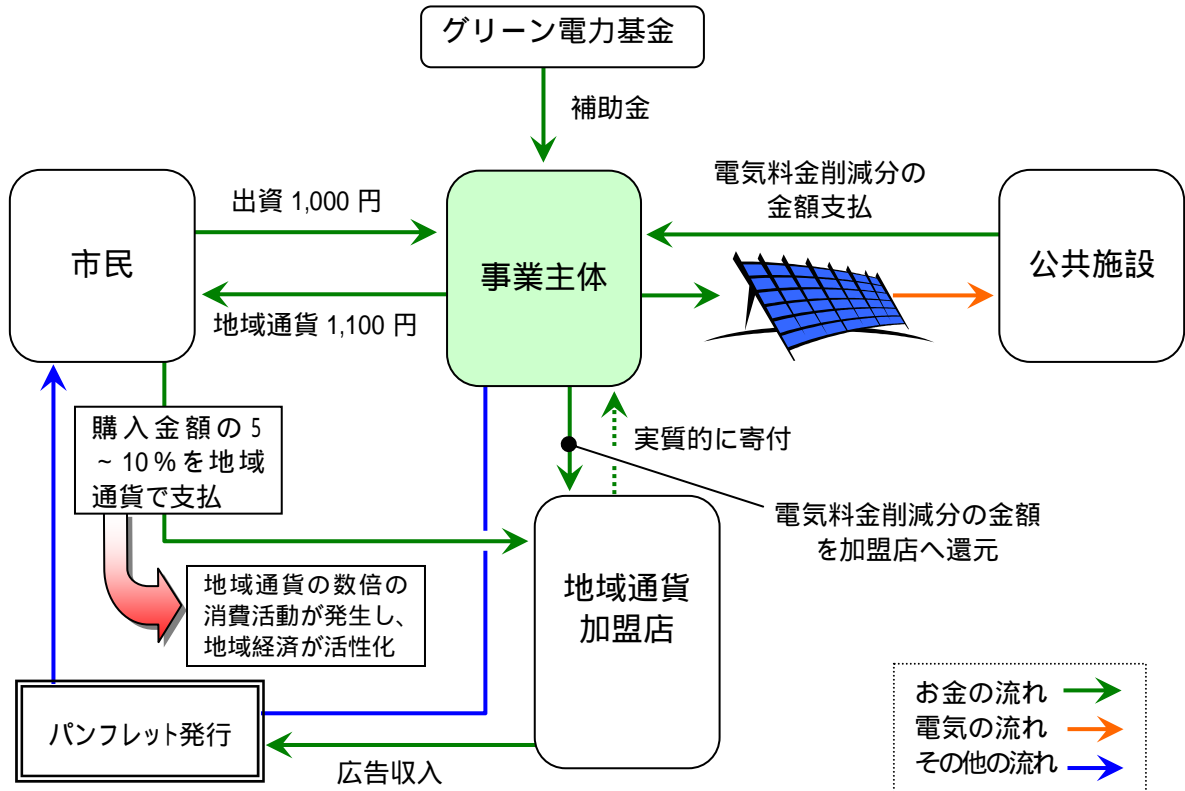 グリーン電力基金
補助金
電気料金削減分の
金額支払
出資 1,000 円
市民
事業主体
公共施設
地域通貨 1,100 円
購入金額の 5
~ 10%を地域
通貨で支払
実質的に寄付
電気料金削減分の金額
を加盟店へ還元
地域通貨の数倍の
消費活動が発生し、
地域経済が活性化
地域通貨
加盟店
パンフレット発行
広告収入
お金の流れ
電気の流れ
その他の流れ